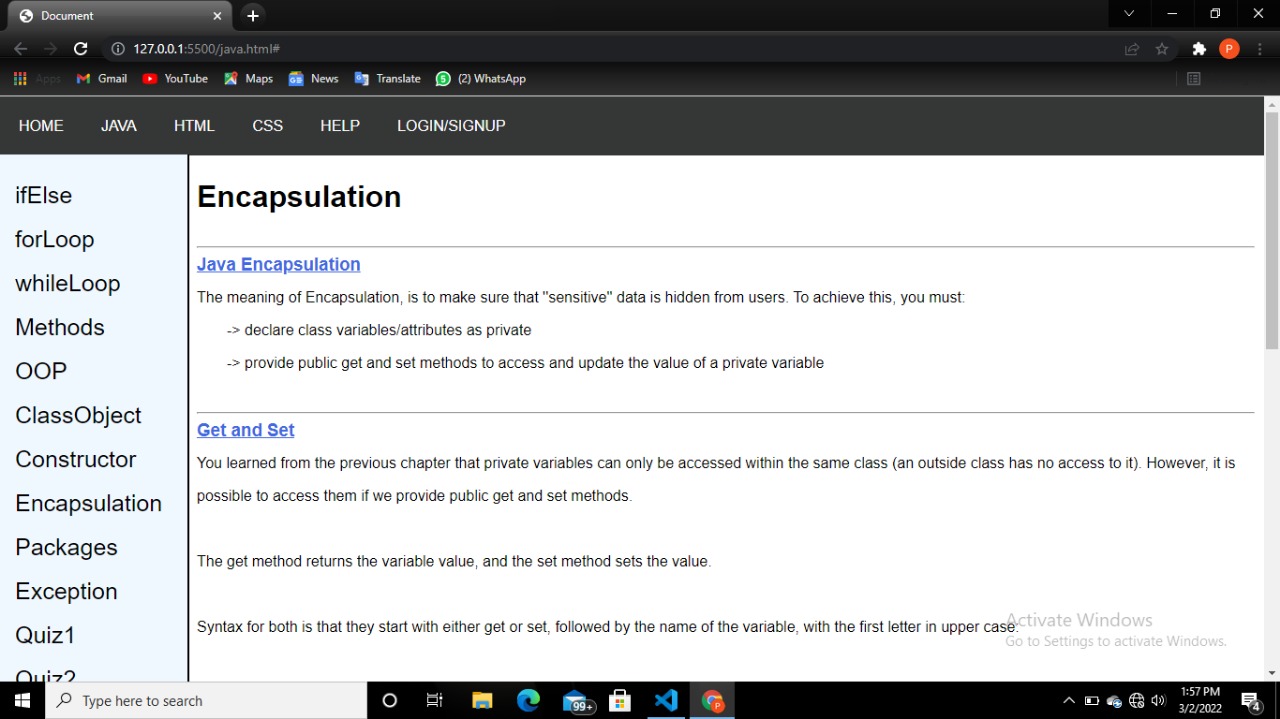 Document
127.0.0.1:5500/java.html#
Apps Gmail YouTube Maps News Translate (2) WhatsApp
HOME JAVA HTML CSS HELP LOGIN/SIGNUP
ifElse
forLoop
whileLoop
Methods
OOP
ClassObject
Constructor
Encapsulation
Packages
Exception
Quiz1
Quiz2
Encapsulation
Java Encapsulation
The meaning of Encapsulation, is to make sure that "sensitive" data is hidden from users. To achieve this, you must:
-> declare class variables/attributes as private
-> provide public get and set methods to access and update the value of a private variable
Get and Set
You learned from the previous chapter that private variables can only be accessed within the same class (an outside class has no access to it). However, it is
possible to access them if we provide public get and set methods.
The get method returns the variable value, and the set method sets the value.
Syntax for both is that they start with either get or set, followed by the name of the variable, with the first letter in upper case:
Activate Windows
Go to Settings to activate Windows.
Type here to search
99+
1:57 PM
3/2/2022
4